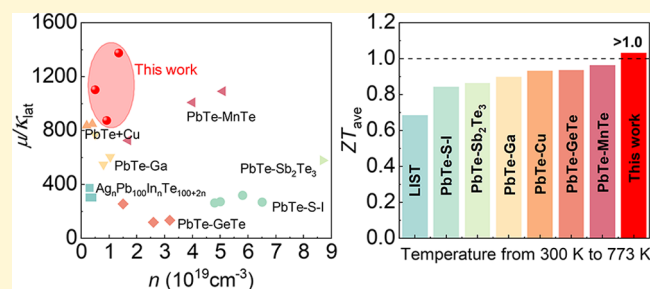 μ/κlat
1600
1200
800
400
0
This work
PbTe-MnTe
PbTe+Cu
PbTe-Ga
PbTe-Sb2Te3
AgnPb100InnTe100+2n
PbTe-S-I
PbTe-GeTe
0 1 2 3 4 5 6 7 8 9
n (10^19cm-3)
ZTave
1.2
1.0
0.8
0.6
0.4
0.2
0.0
>1.0
LIST
PbTe-S-I
PbTe-Sb2Te3
PbTe-Ga
PbTe-Cu
PbTe-GeTe
PbTe-MnTe
This work
Temperature from 300 K to 773 K